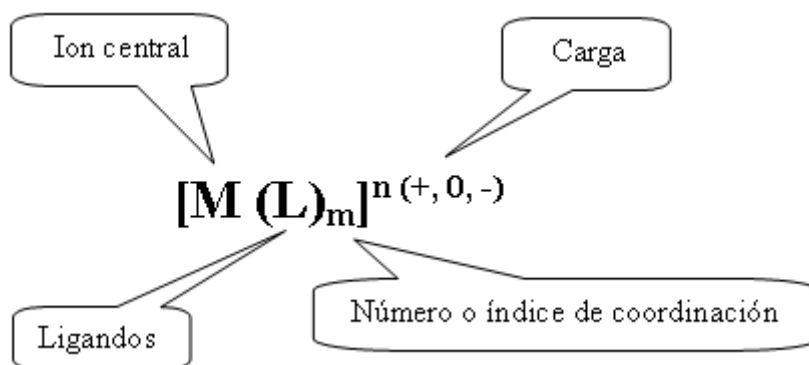 Ion central
Carga
[M (L)m]n (+, 0, -)
Ligandos
Número o índice de coordinación